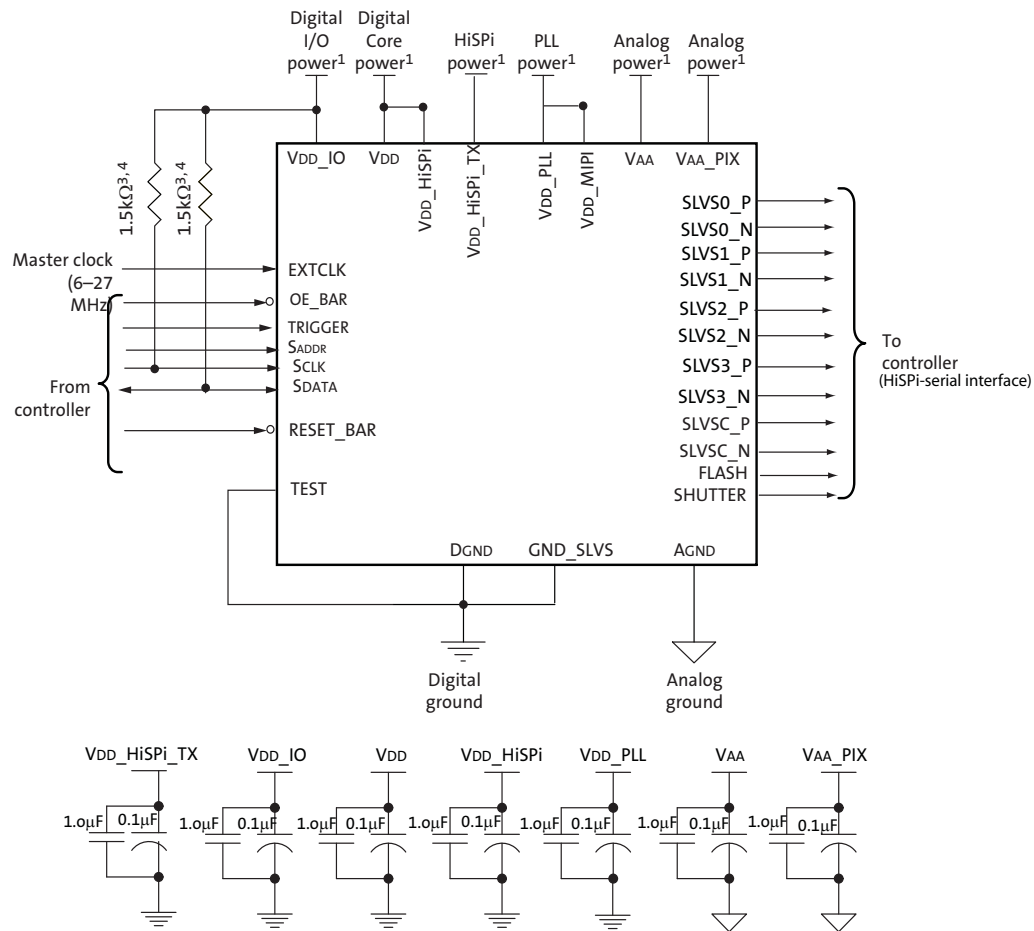 Digital
I/O
power1
Digital
Core
power1
HiSPi
power1
PLL
power1
Analog
power1
Analog
power1
VDD_IO
VDD
VDD_HiSPi
VDD_HiSPi_TX
VDD_PLL
VDD_MIPI
VAA
VAA_PIX
1.5kΩ3, 4
1.5kΩ3, 4
Master clock
(6–27
MHz)
From
controller
EXTCLK
OE_BAR
TRIGGER
SADDR
SCLK
SDATA
RESET_BAR
TEST
SLVS0_P
SLVS0_N
SLVS1_P
SLVS1_N
SLVS2_P
SLVS2_N
SLVS3_P
SLVS3_N
SLVSC_P
SLVSC_N
FLASH
SHUTTER
To
controller
(HiSPi-serial interface)
DGND
GND_SLVS
AGND
Digital
ground
Analog
ground
VDD_HiSPi_TX
VDD_IO
VDD
VDD_HiSPi
VDD_PLL
VAA
VAA_PIX
1.0µF
0.1µF
1.0µF
0.1µF
1.0µF
0.1µF
1.0µF
0.1µF
1.0µF
0.1µF
1.0µF
0.1µF
1.0µF
0.1µF